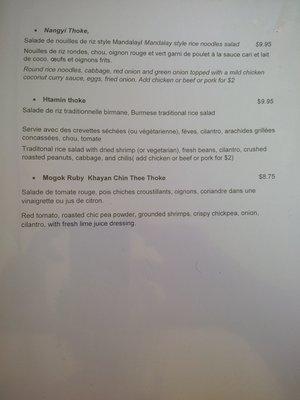 • Nangyi Thoke,
Salade de nouilles de riz style Mandalay/ Mandalay style rice noodles salad $9.95
Nouilles de riz rondes, chou, oignon rouge et vert garni de poulet à la sauce cari et lait
de coco, œufs et oignons frits.
Round rice noodles, cabbage, red onion and green onion topped with a mild chicken
coconut curry sauce, eggs, fried onion. Add chicken or beef or pork for $2
• Htamin thoke $9.95
Salade de riz traditionnelle birmane, Burmese traditional rice salad
Servie avec des crevettes séchées (ou végétarienne), fèves, cilantro, arachides grillées
concassées, chou, tomate
Traditonal rice salad with dried shrimp (or vegetarian), fresh beans, cilantro, crushed
roasted peanuts, cabbage, and chilis( add chicken or beef or pork for $2)
• Mogok Ruby Khayan Chin Thee Thoke $8.75
Salade de tomate rouge, pois chiches croustillants, oignons, coriandre dans une
vinaigrette au jus de citron.
Red tomato, roasted chic pea powder, grounded shrimps, crispy chickpea, onion,
cilantro, with fresh lime juice dressing.